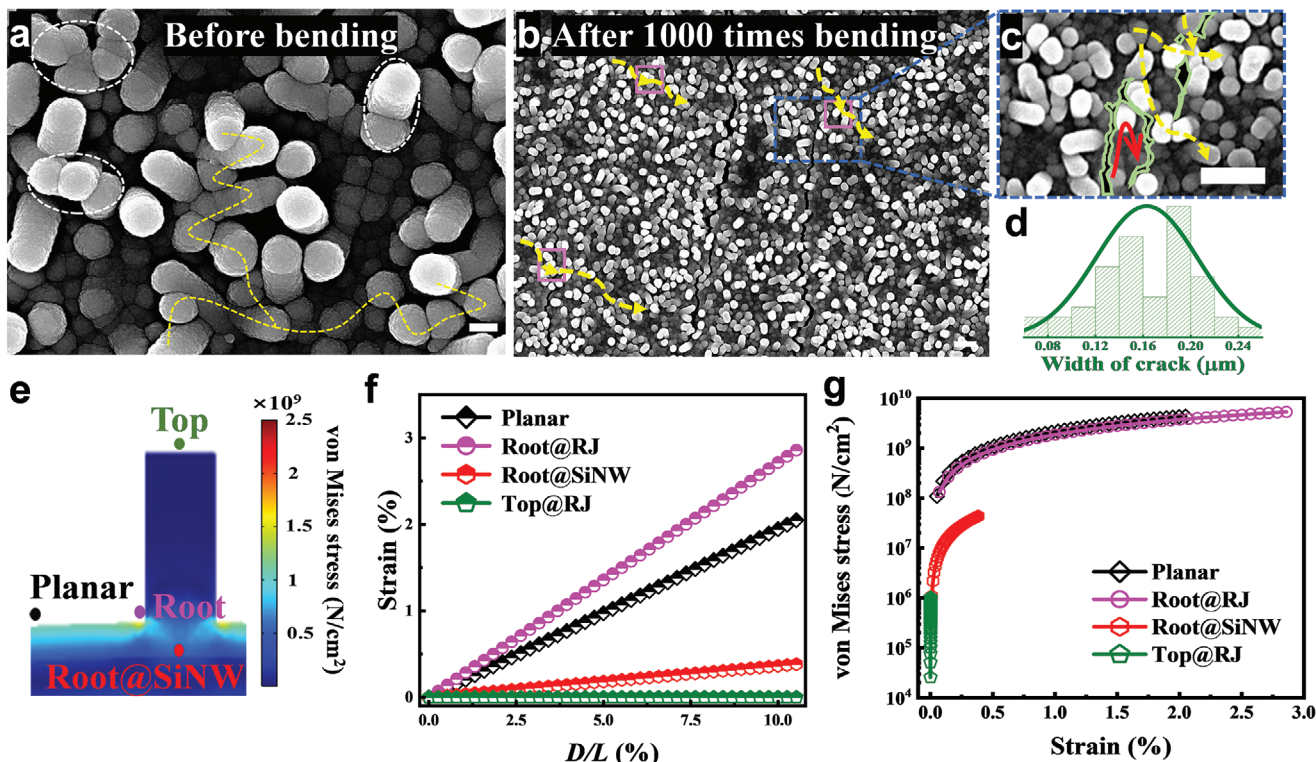 a Before bending
b After 1000 times bending
c
d
0.08 0.12 0.16 0.20 0.24
Width of crack (μm)
e
×10⁹
2.5
2
1.5
1
0.5
von Mises stress (N/cm²)
Top
Planar
Root
Root@SiNW
f
Planar
Root@RJ
Root@SiNW
Top@RJ
3
2
1
0
Strain (%)
0.0 2.5 5.0 7.5 10.0
D/L (%)
g
10¹⁰
10⁹
10⁸
10⁷
10⁶
10⁵
10⁴
von Mises stress (N/cm²)
Planar
Root@RJ
Root@SiNW
Top@RJ
0.0 0.5 1.0 1.5 2.0 2.5 3.0
Strain (%)